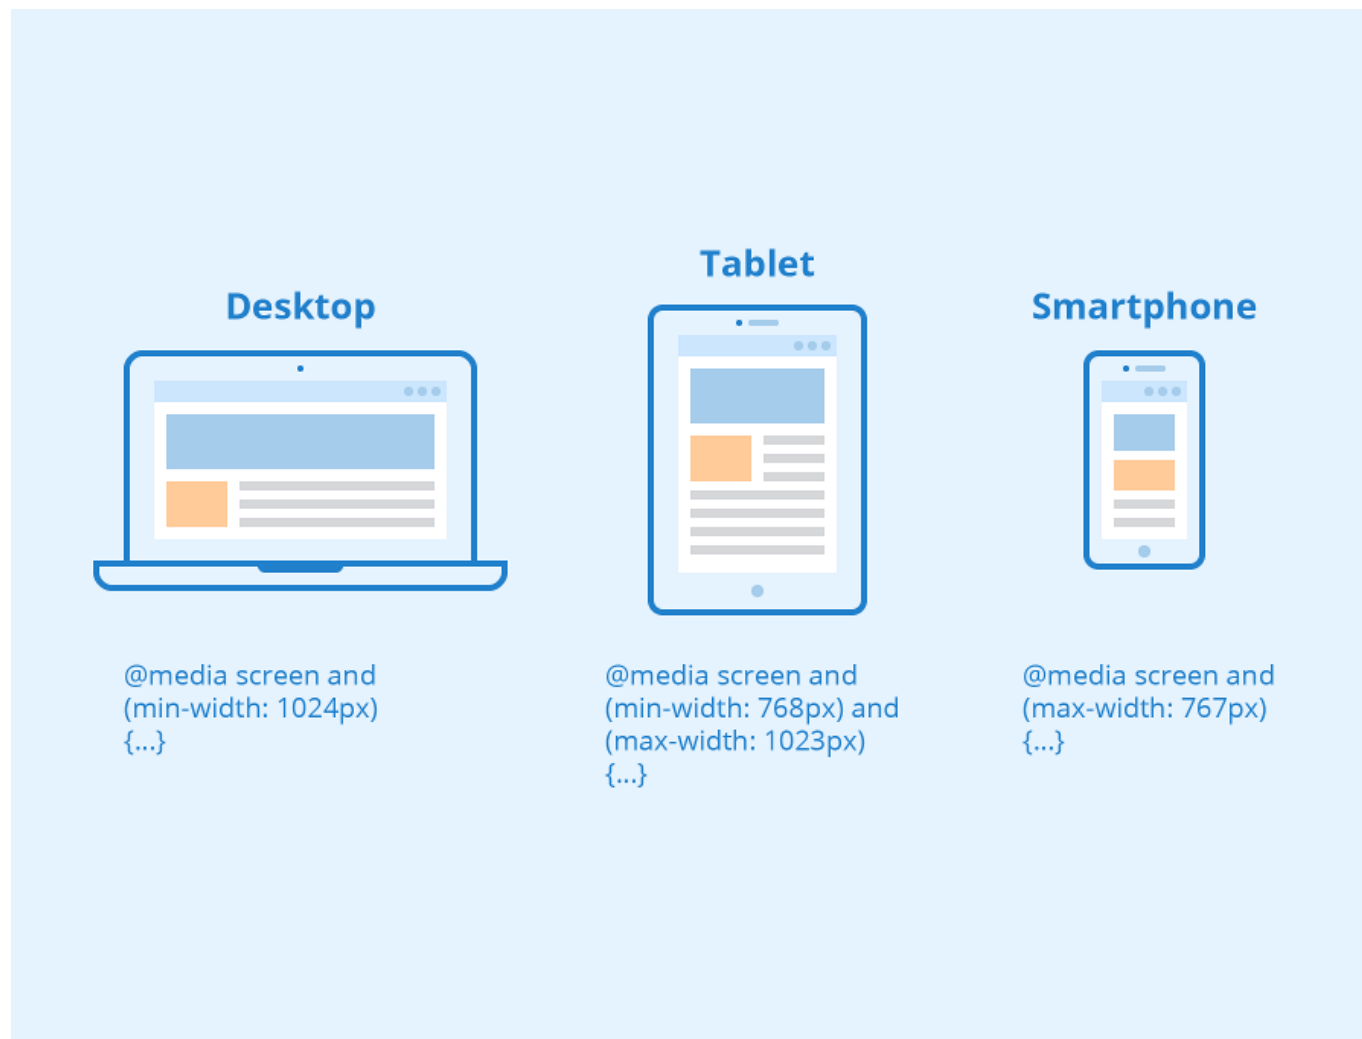 Desktop
@media screen and
(min-width: 1024px)
{...}
Tablet
@media screen and
(min-width: 768px) and
(max-width: 1023px)
{...}
Smartphone
@media screen and
(max-width: 767px)
{...}